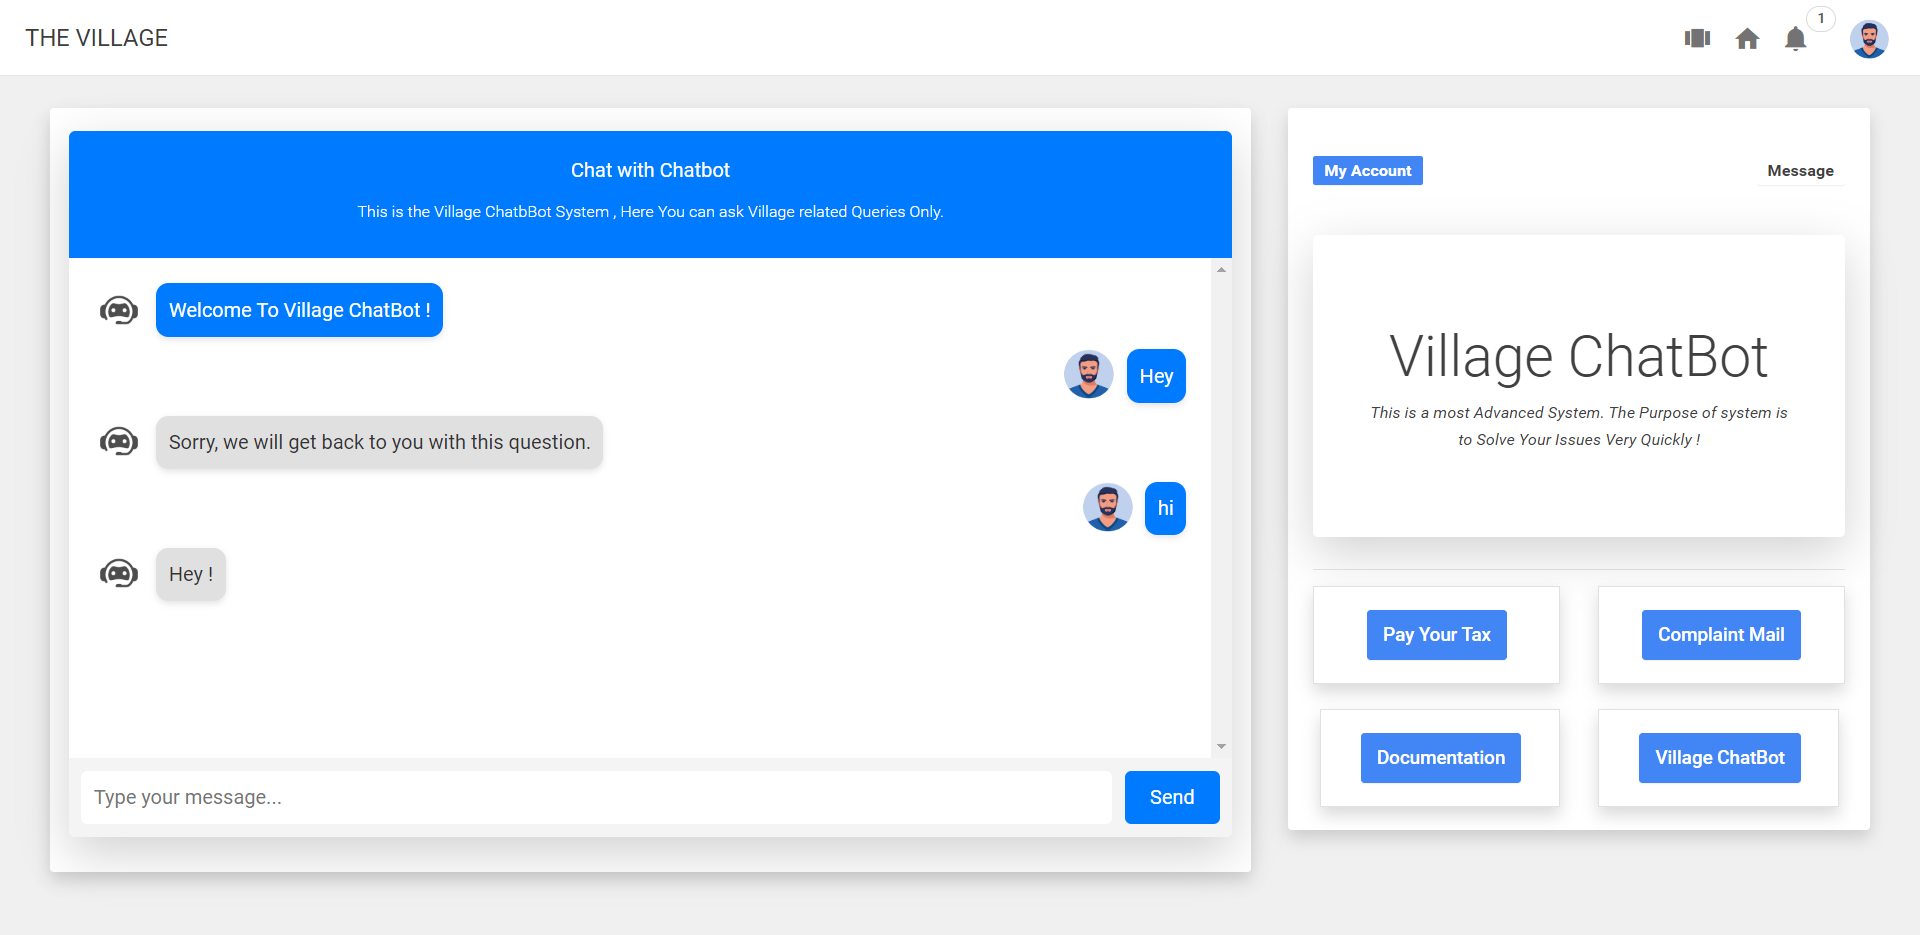 THE VILLAGE
1
Chat with Chatbot
This is the Village ChatbBot System , Here You can ask Village related Queries Only.
Welcome To Village ChatBot !
Hey
Sorry, we will get back to you with this question.
hi
Hey !
Type your message...
Send
My Account
Message
Village ChatBot
This is a most Advanced System. The Purpose of system is
to Solve Your Issues Very Quickly !
Pay Your Tax
Complaint Mail
Documentation
Village ChatBot